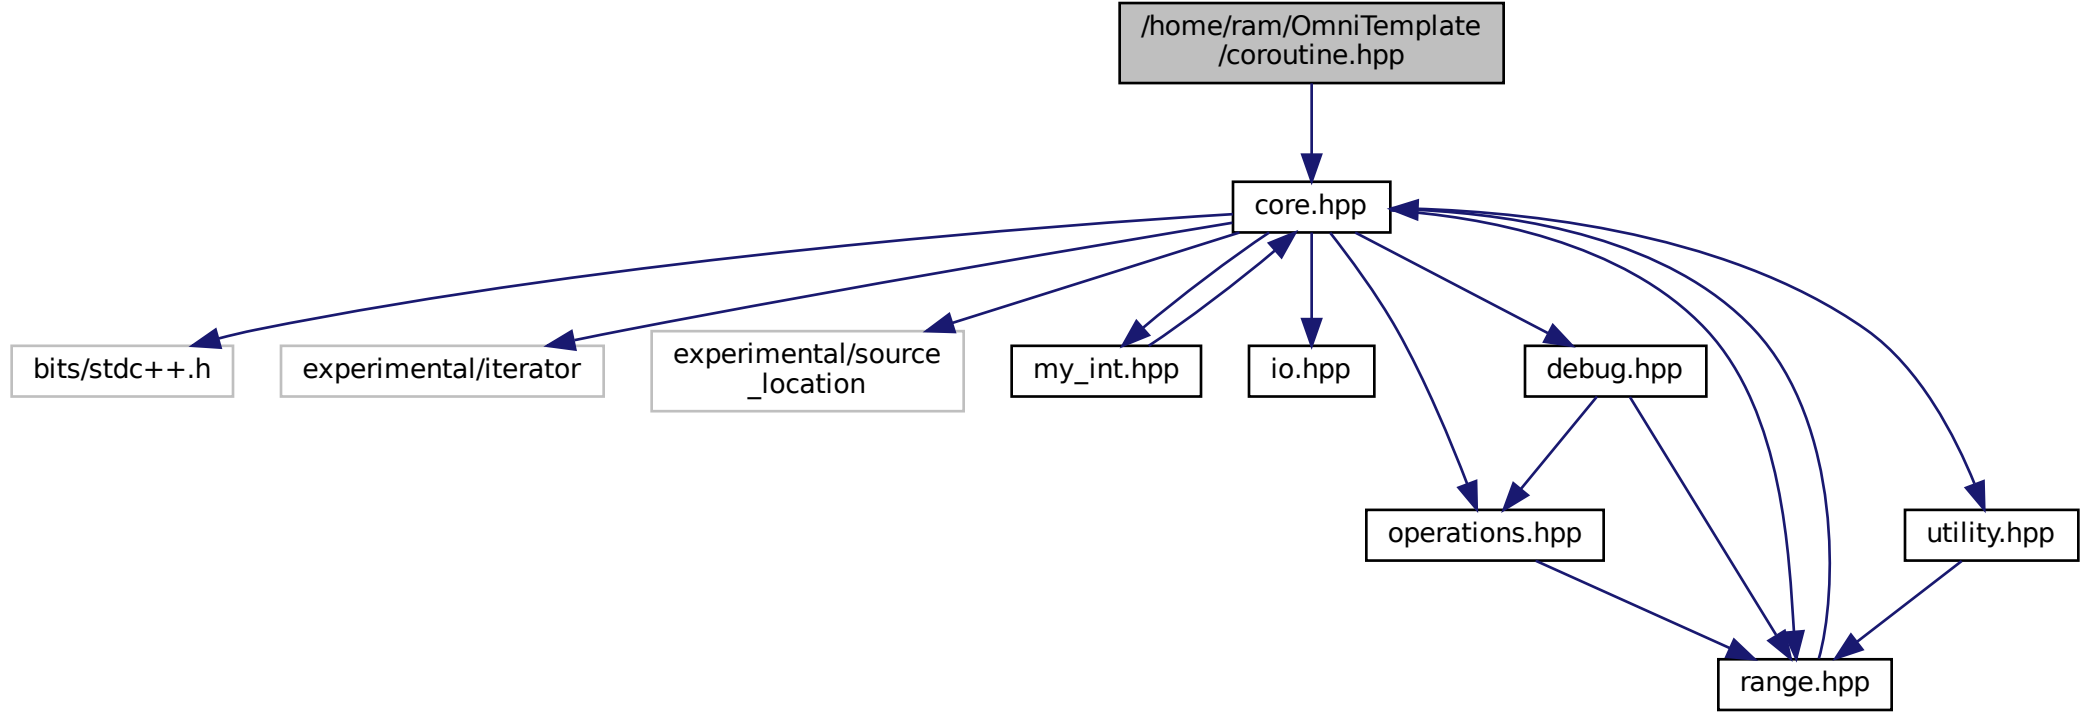 /home/ram/OmniTemplate
/coroutine.hpp
core.hpp
bits/stdc++.h
experimental/iterator
experimental/source
_location
my_int.hpp
io.hpp
debug.hpp
operations.hpp
utility.hpp
range.hpp